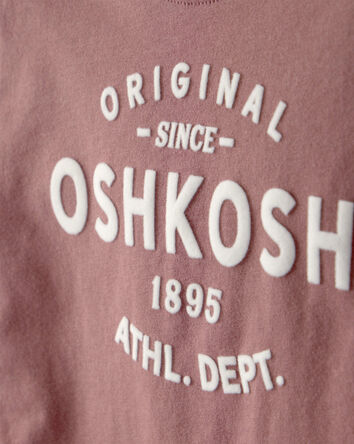 ORIGINAL
- SINCE -
OSHKOSH
1895
ATHL. DEPT.